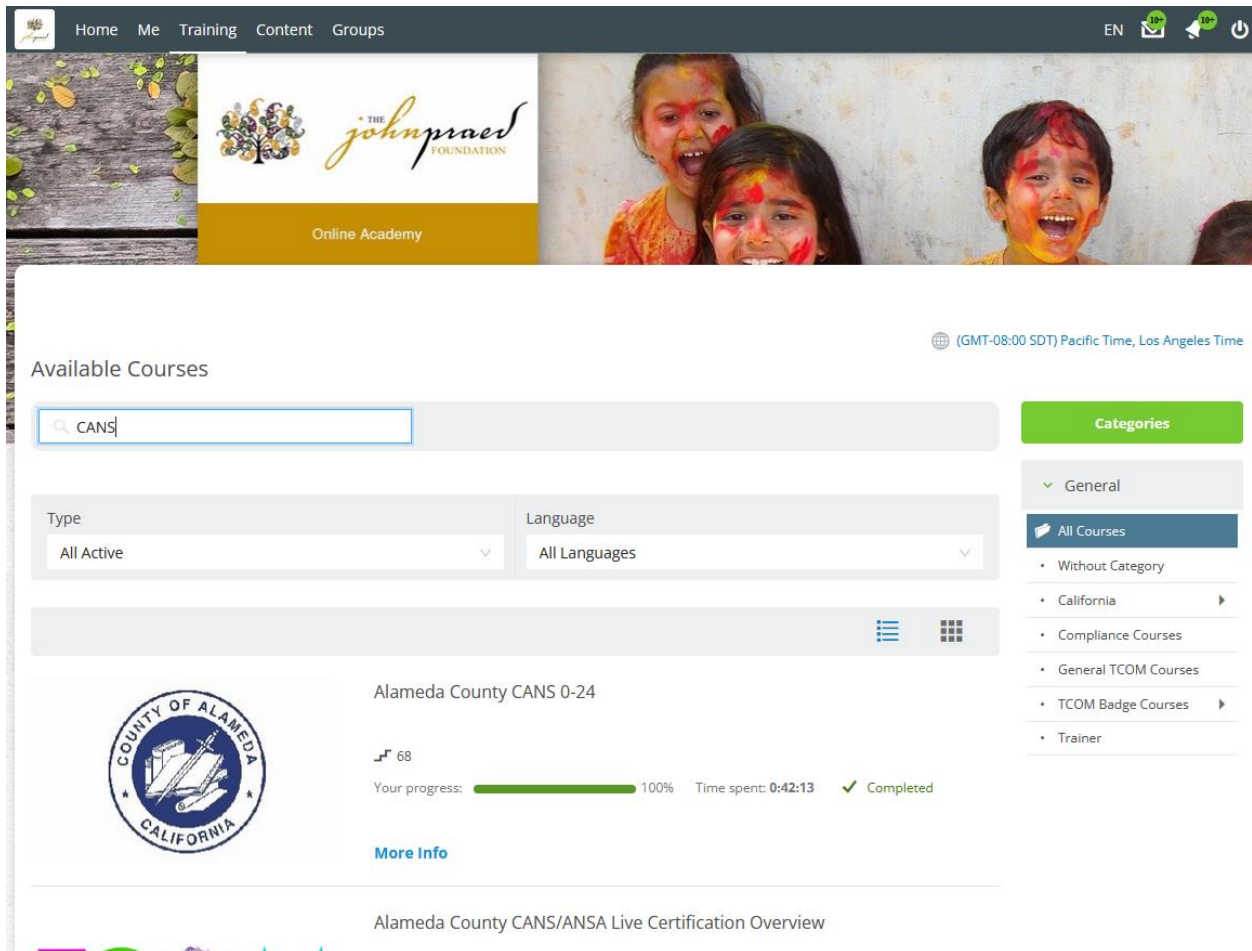 Home Me Training Content Groups
EN 10+ 10+
THE
johnpraed
FOUNDATION
Online Academy
(GMT-08:00 SDT) Pacific Time, Los Angeles Time
Available Courses
CANS
Categories
General
Type
Language
All Active
All Languages
All Courses
• Without Category
• California
• Compliance Courses
• General TCOM Courses
• TCOM Badge Courses
• Trainer
COUNTY OF ALAMEDA
CALIFORNIA
Alameda County CANS 0-24
68
Your progress: 100% Time spent: 0:42:13 Completed
More Info
Alameda County CANS/ANSA Live Certification Overview